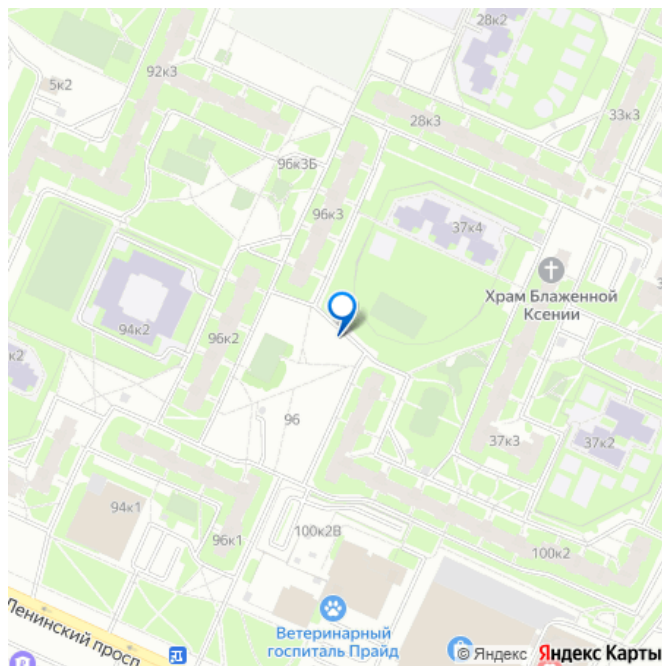 28к2
92к3
5к2
28к3
33к3
96к3Б
96к3
37к4
Храм Блаженной
Ксении
94к2
96к2
к2
96
37к3
37к2
94к1
96к1
100к2В
100к2
Ленинский просп
Ветеринарный
госпиталь Прайд
© Яндекс Яндекс Карты